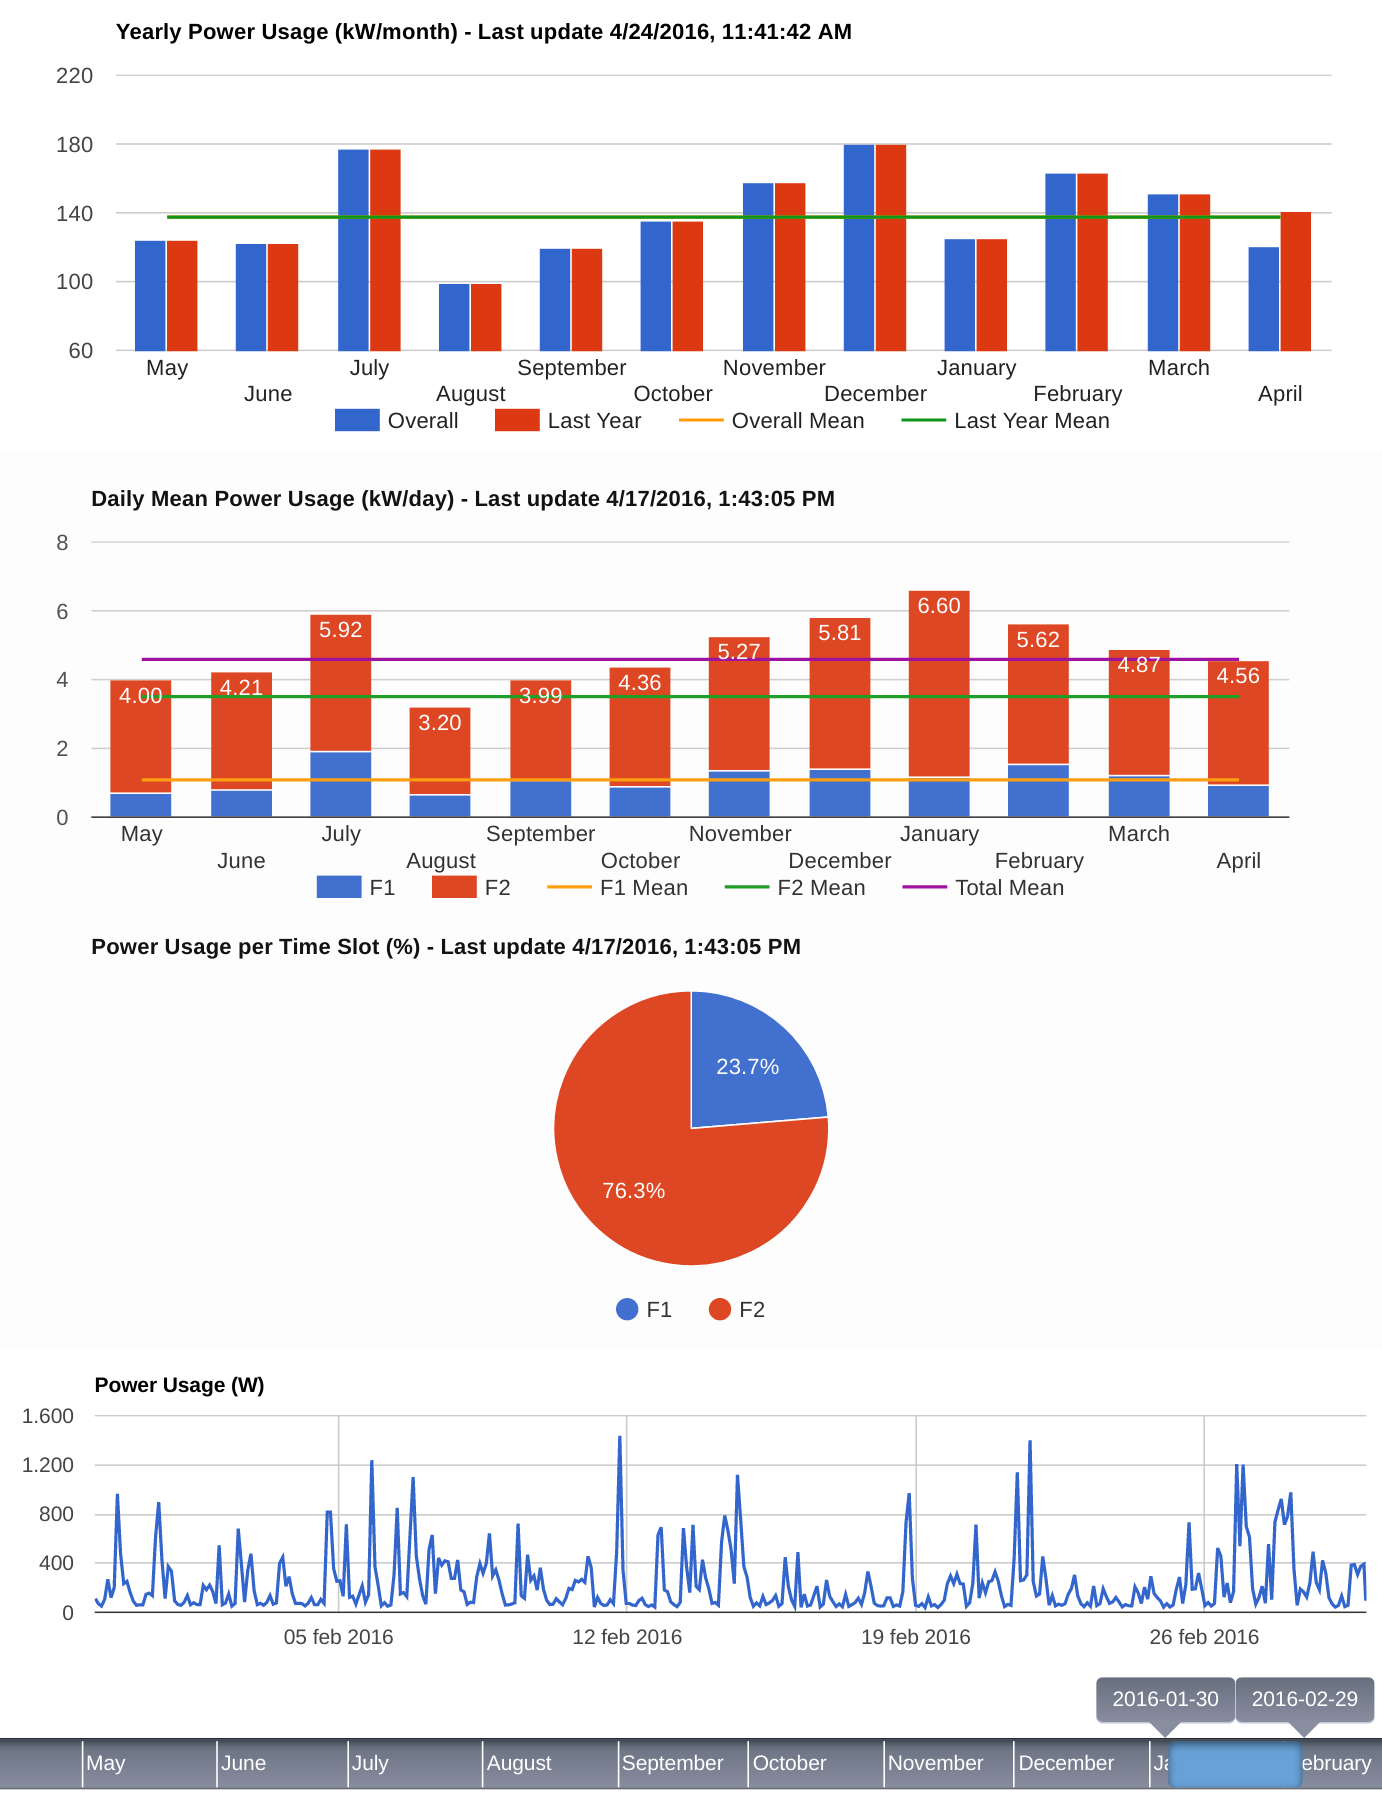 Yearly Power Usage (kW/month) - Last update 4/24/2016, 11:41:42 AM
220
180
140
100
60
May
June
July
August
September
October
November
December
January
February
March
April
Overall
Last Year
Overall Mean
Last Year Mean
Daily Mean Power Usage (kW/day) - Last update 4/17/2016, 1:43:05 PM
8
6
4
2
0
4.00
4.21
5.92
3.20
3.99
4.36
5.27
5.81
6.60
5.62
4.87
4.56
May
June
July
August
September
October
November
December
January
February
March
April
F1
F2
F1 Mean
F2 Mean
Total Mean
Power Usage per Time Slot (%) - Last update 4/17/2016, 1:43:05 PM
23.7%
76.3%
F1
F2
Power Usage (W)
1.600
1.200
800
400
0
05 feb 2016
12 feb 2016
19 feb 2016
26 feb 2016
2016-01-30
2016-02-29
May
June
July
August
September
October
November
December
Ja
ebruary